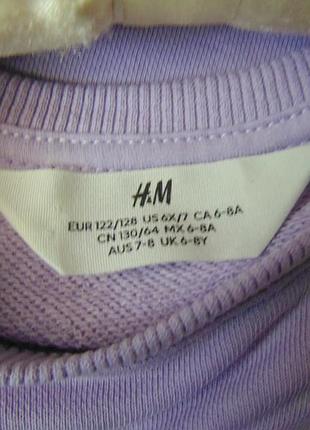 H&M
EUR 122/128 US 6X/7 CA 6-8A
CN 130/64 MX 6-8A
AUS 7-8 UK 6-8Y